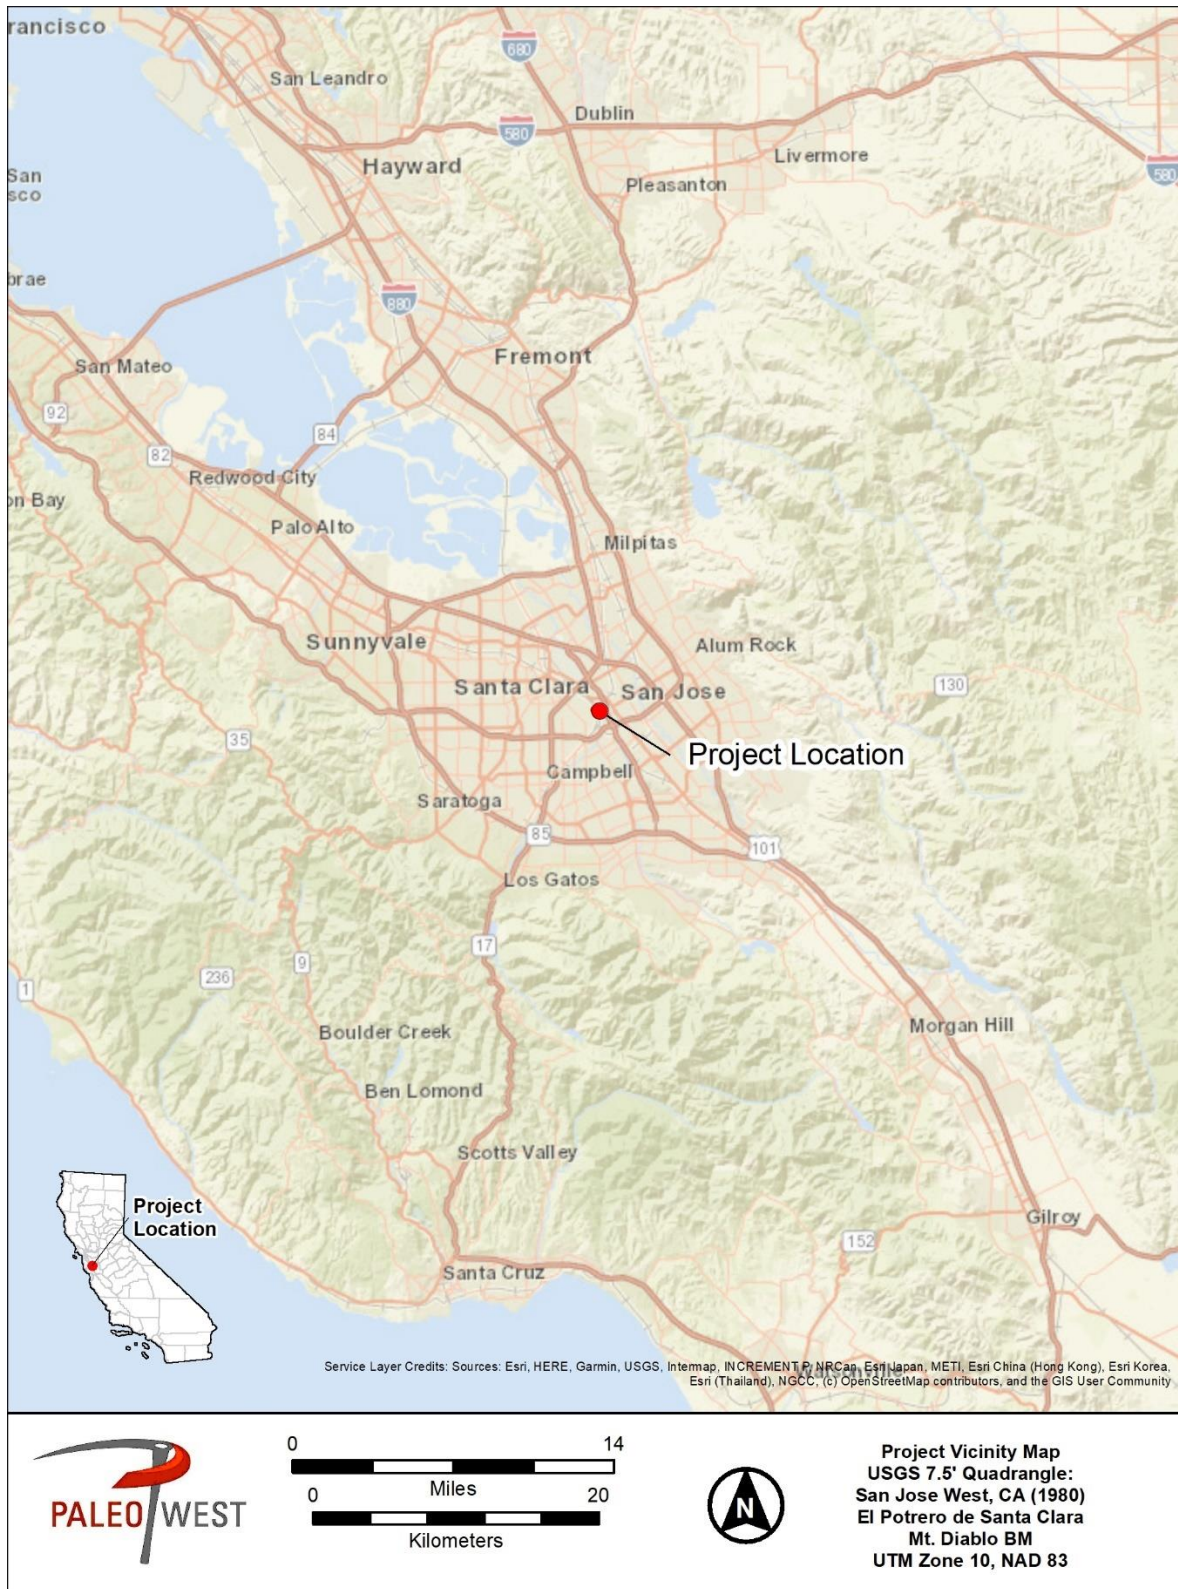 rancisco
680
San Leandro
Dublin
580
Hayward
Livermore
580
San
sco
Pleasanton
brae
880
Fremont
San Mateo
92
84
82
Redwood City
on Bay
Palo Alto
Milpitas
Sunnyvale
Alum Rock
Santa Clara
San Jose
130
35
Project Location
Campbell
Saratoga
85
101
Los Gatos
17
9
236
1
Morgan Hill
Boulder Creek
Ben Lomond
Scotts Valley
Project
Location
Gilroy
152
Santa Cruz
Watsonville
Service Layer Credits: Sources: Esri, HERE, Garmin, USGS, Intermap, INCREMENT P, NRCan, Esri Japan, METI, Esri China (Hong Kong), Esri Korea,
Esri (Thailand), NGCC, (c) OpenStreetMap contributors, and the GIS User Community
PALEO WEST
0 14
Miles
0 20
Kilometers
N
Project Vicinity Map
USGS 7.5' Quadrangle:
San Jose West, CA (1980)
El Potrero de Santa Clara
Mt. Diablo BM
UTM Zone 10, NAD 83